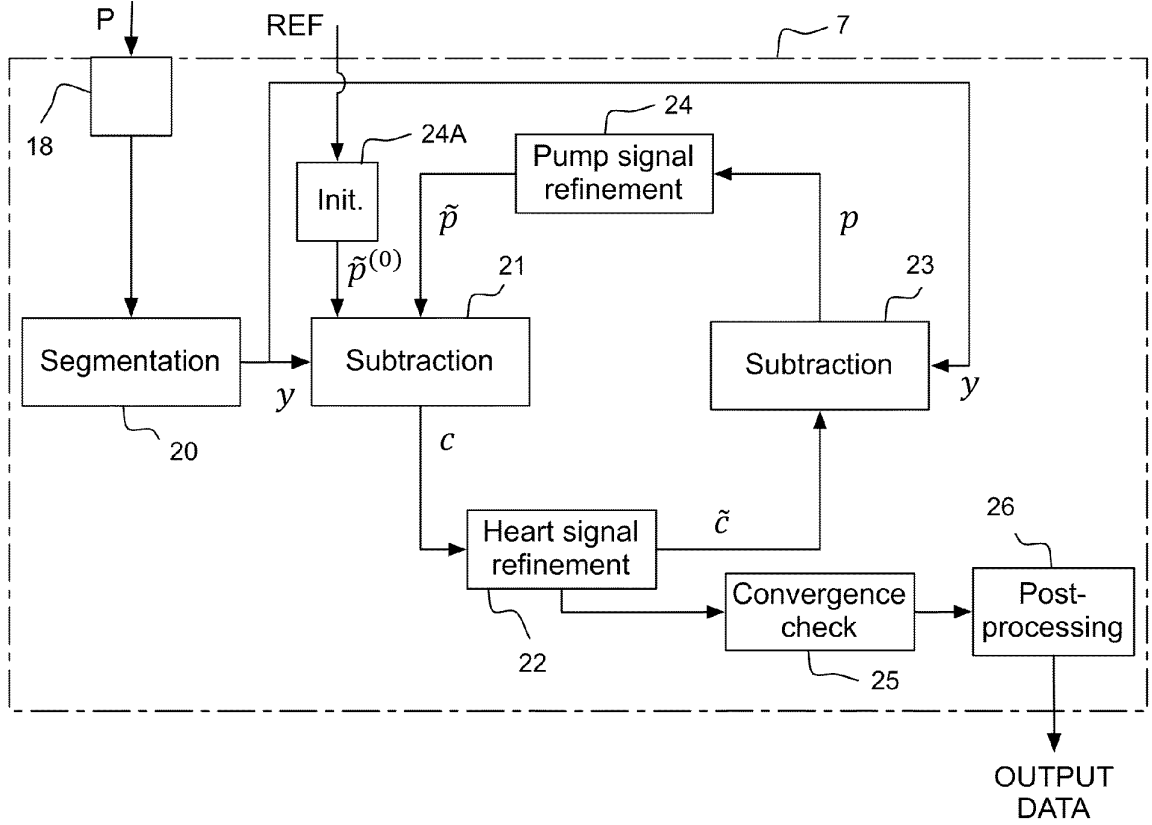 P
REF
7
18
24A
24
Init.
Pump signal
refinement
p̃
p
p̃⁽⁰⁾
21
23
Segmentation
Subtraction
Subtraction
y
y
20
c
Heart signal
refinement
c̃
26
22
Convergence
check
Post-
processing
25
OUTPUT
DATA